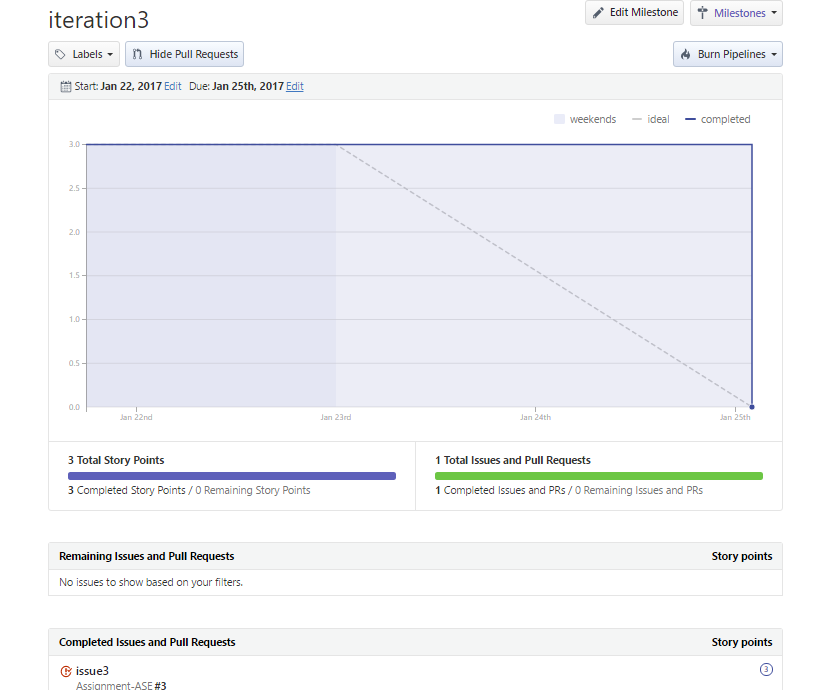 iteration3
Edit Milestone
Milestones
Labels
Hide Pull Requests
Burn Pipelines
Start: Jan 22, 2017 Edit Due: Jan 25th, 2017 Edit
weekends ideal completed
3.0
2.5
2.0
1.5
1.0
0.5
0.0
Jan 22nd Jan 23rd Jan 24th Jan 25th
3 Total Story Points
3 Completed Story Points / 0 Remaining Story Points
1 Total Issues and Pull Requests
1 Completed Issues and PRs / 0 Remaining Issues and PRs
Remaining Issues and Pull Requests Story points
No issues to show based on your filters.
Completed Issues and Pull Requests Story points
issue3 3
Assignment-ASE #3